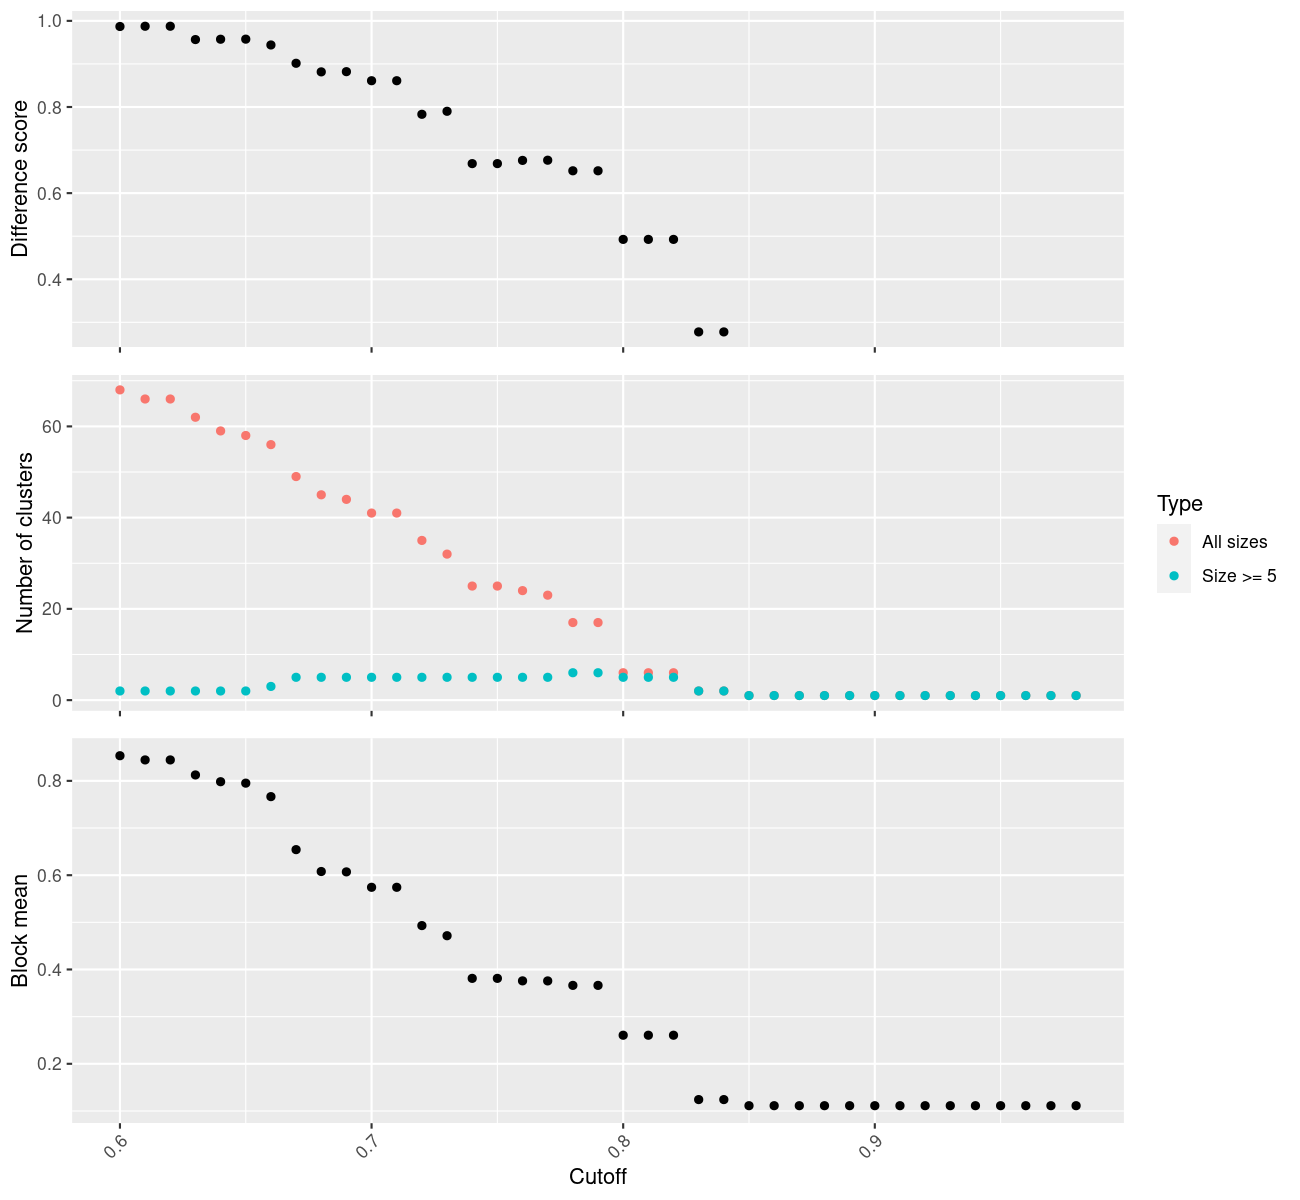 1.0
0.8
0.6
0.4
Difference score
60
40
20
0
Number of clusters
Type
All sizes
Size >= 5
0.8
0.6
0.4
0.2
Block mean
0.6 0.7 0.8 0.9
Cutoff